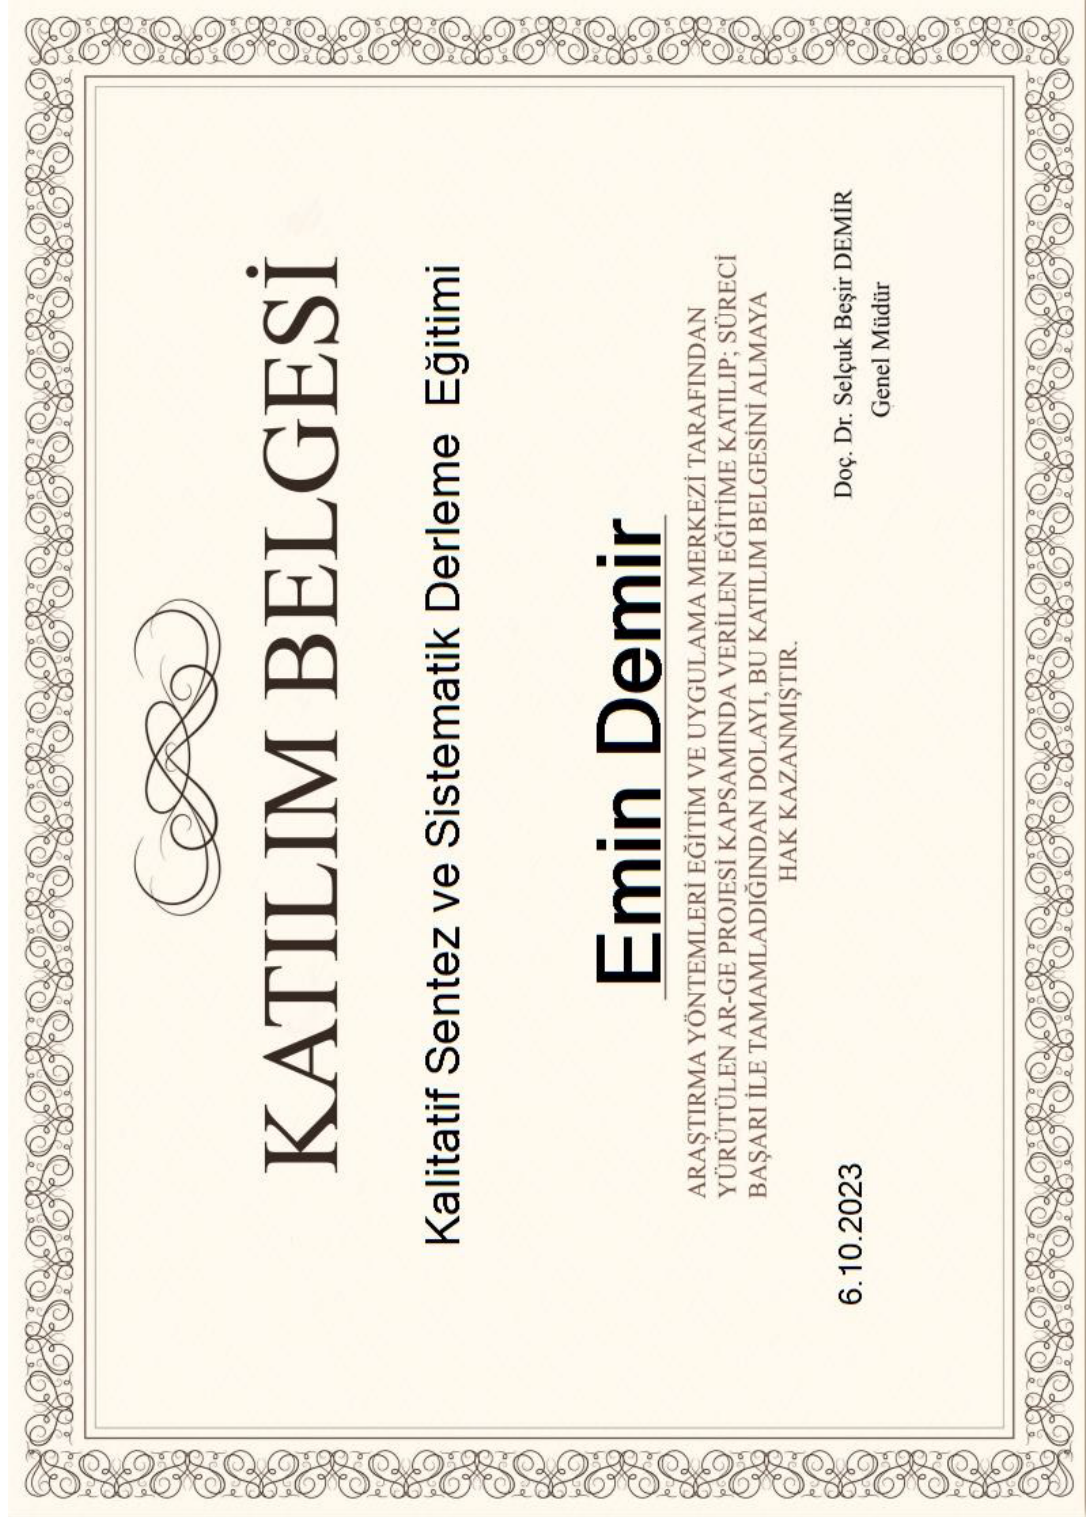 KATILIM BELGESİ
Kalitatif Sentez ve Sistematik Derleme Eğitimi
Emin Demir
ARAŞTIRMA YÖNTEMLERİ EĞİTİM VE UYGULAMA MERKEZİ TARAFINDAN
YÜRÜTÜLEN AR-GE PROJESİ KAPSAMINDA VERİLEN EĞİTİME KATILIP; SÜRECİ
BAŞARI İLE TAMAMLADIĞINDAN DOLAYI, BU KATILIM BELGESİNİ ALMAYA
HAK KAZANMIŞTIR.
6.10.2023
Doç. Dr. Selçuk Beşir DEMİR
Genel Müdür